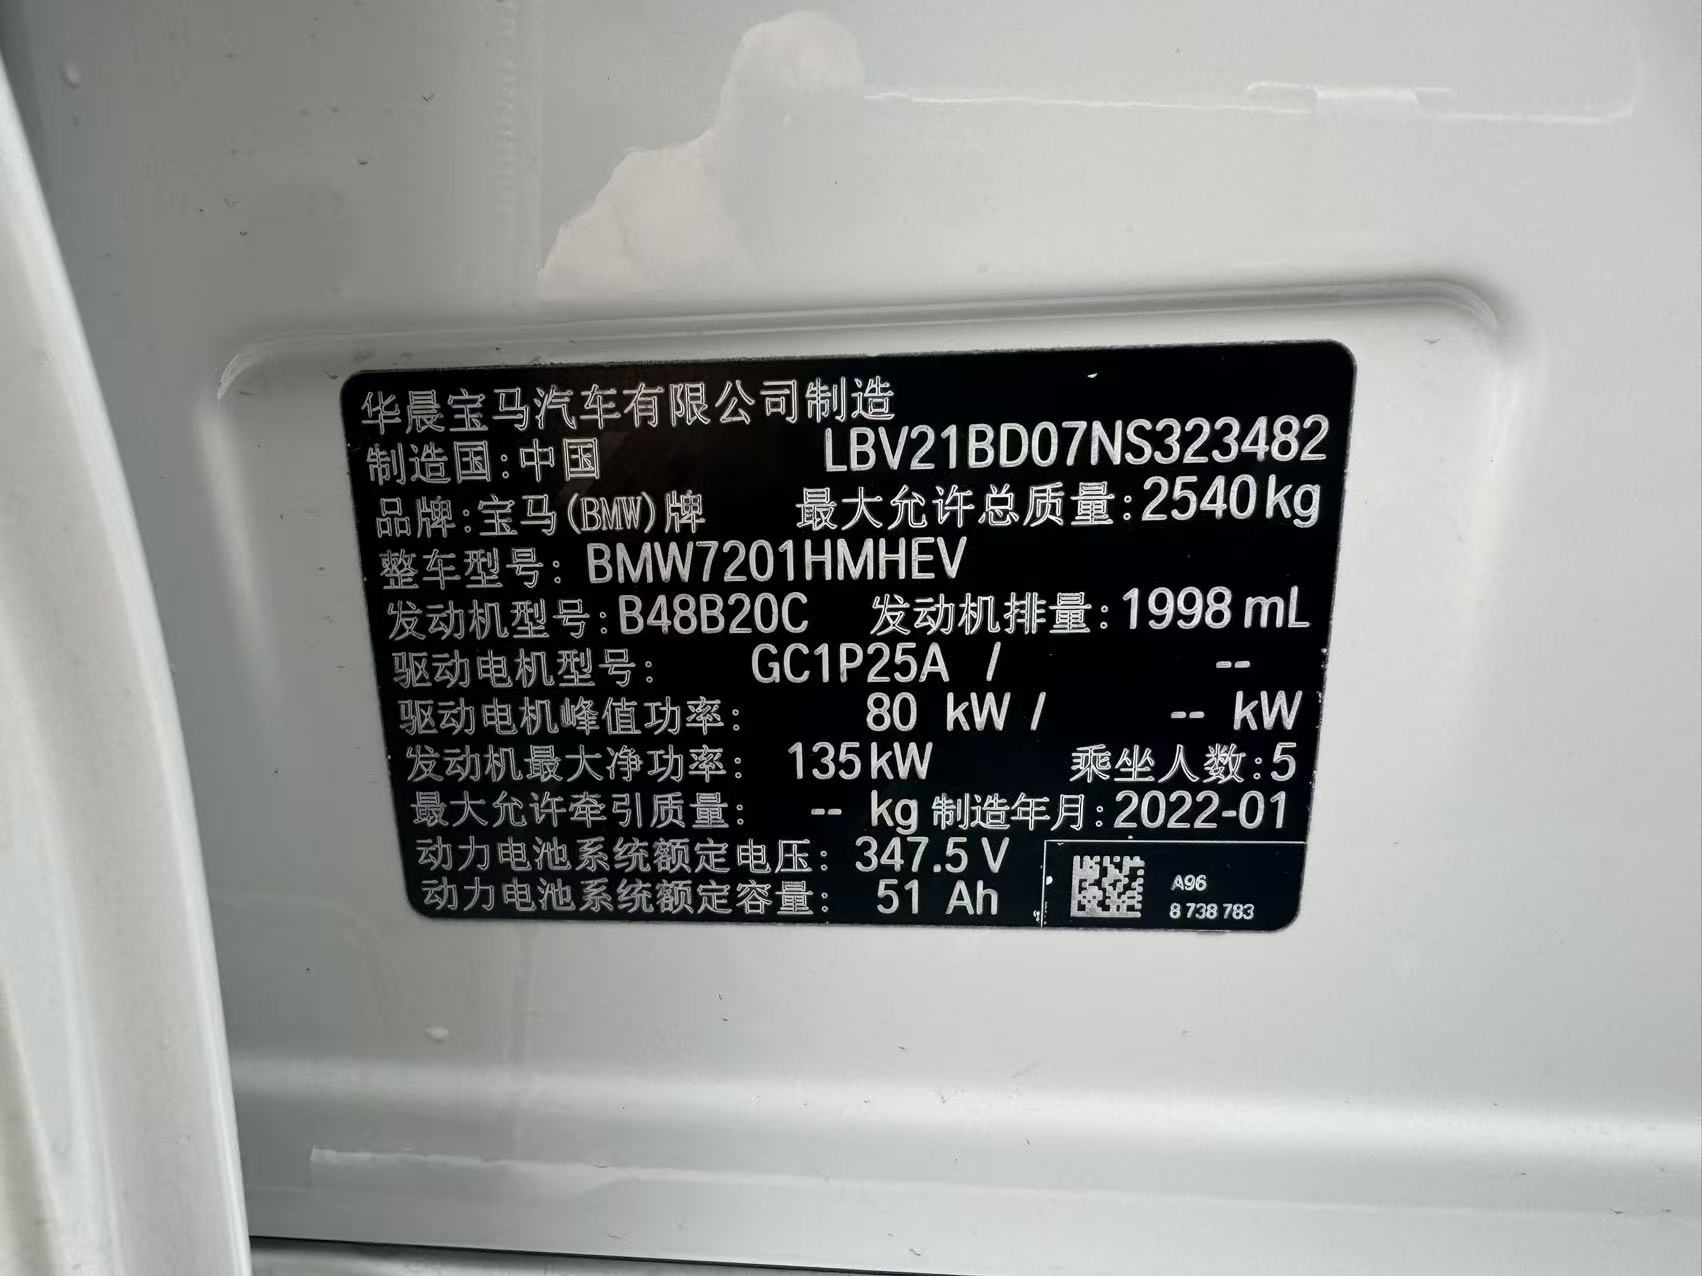 华晨宝马汽车有限公司制造
制造国:中国 LBV21BD07NS323482
品牌:宝马(BMW)牌 最大允许总质量:2540kg
整车型号: BMW7201HMHEV
发动机型号:B48B20C 发动机排量:1998 mL
驱动电机型号: GC1P25A / --
驱动电机峰值功率: 80 kW / -- kW
发动机最大净功率: 135kW 乘坐人数:5
最大允许牵引质量: -- kg 制造年月:2022-01
动力电池系统额定电压: 347.5 V
动力电池系统额定容量: 51 Ah
A96
8 738 783